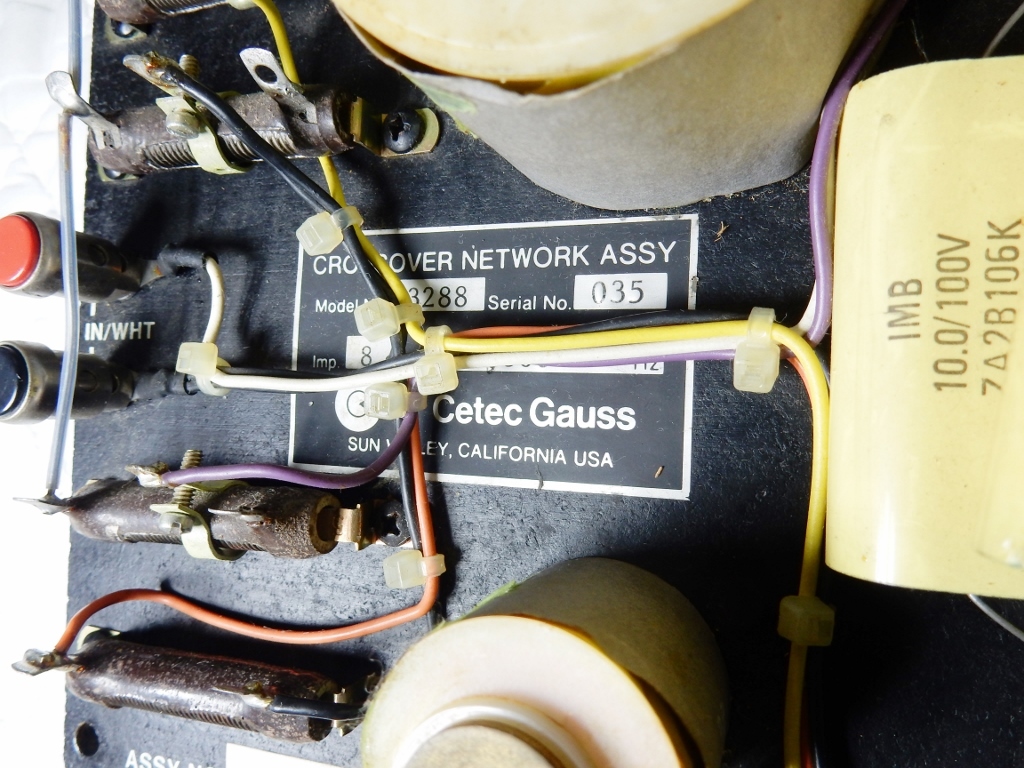 CROSSOVER NETWORK ASSY
Model 3288 Serial No. 035
IN/WHT
Imp. 8 Hz
Cetec Gauss
SUN VALLEY, CALIFORNIA USA
IMB
10.0/100V
7Δ2B106K
ASSY